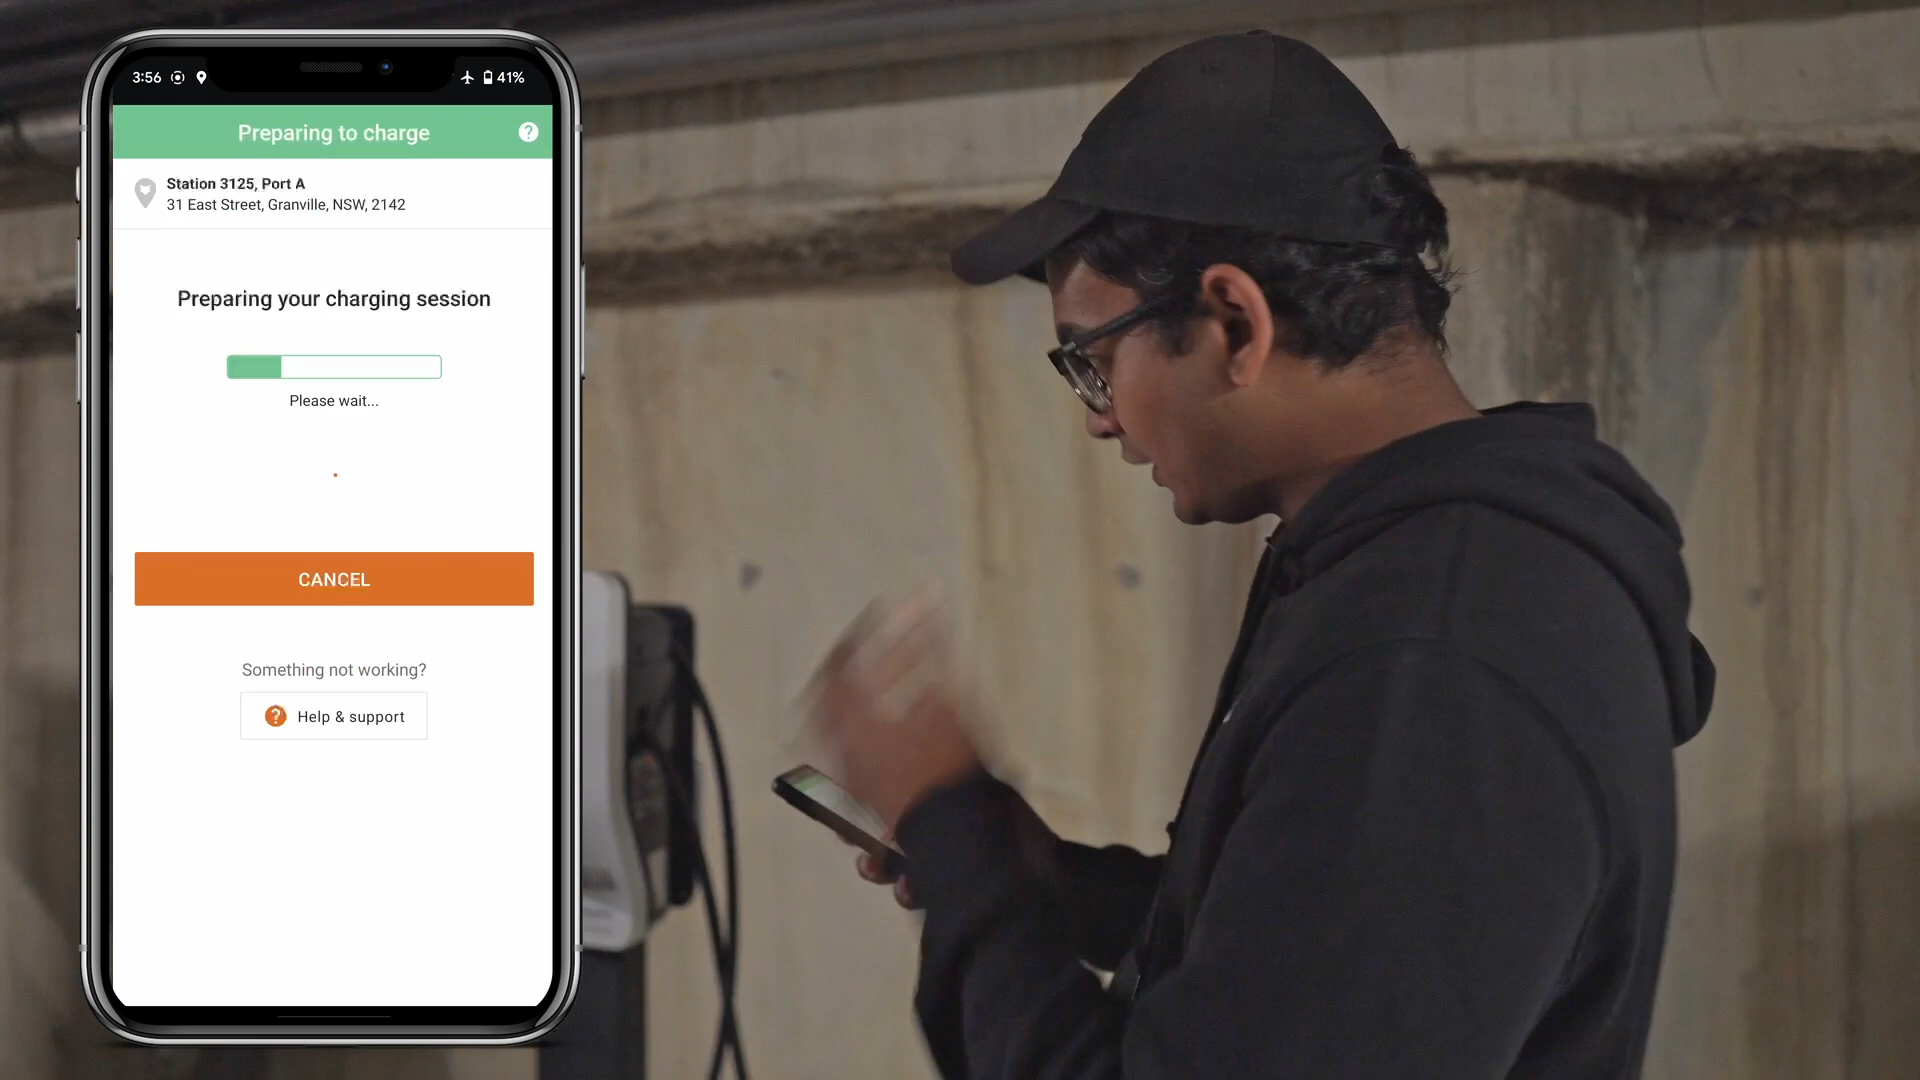 3:56
41%
Preparing to charge
?
Station 3125, Port A
31 East Street, Granville, NSW, 2142
Preparing your charging session
Please wait...
CANCEL
Something not working?
? Help & support